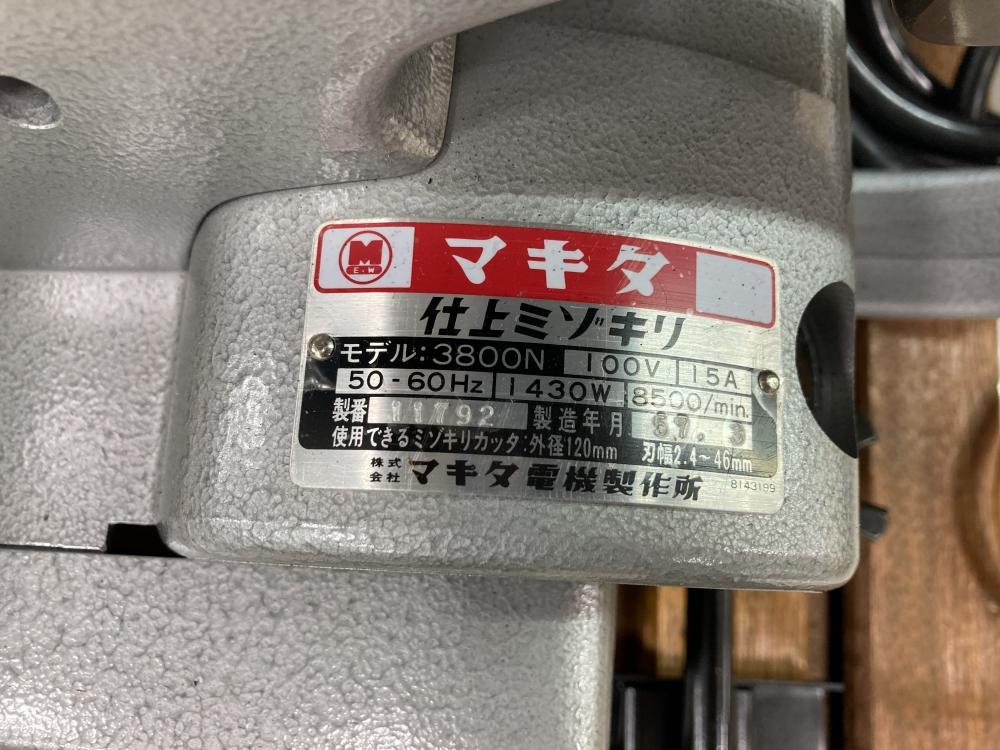 M
E.W
マキタ
仕上ミゾキリ
モデル:3800N 100V 15A
50-60Hz 1430W 8500/min.
製番 11792 製造年月
使用できるミゾキリカッタ:外径120mm 刃幅2.4~46mm
株式会社 マキタ電機製作所 8143199